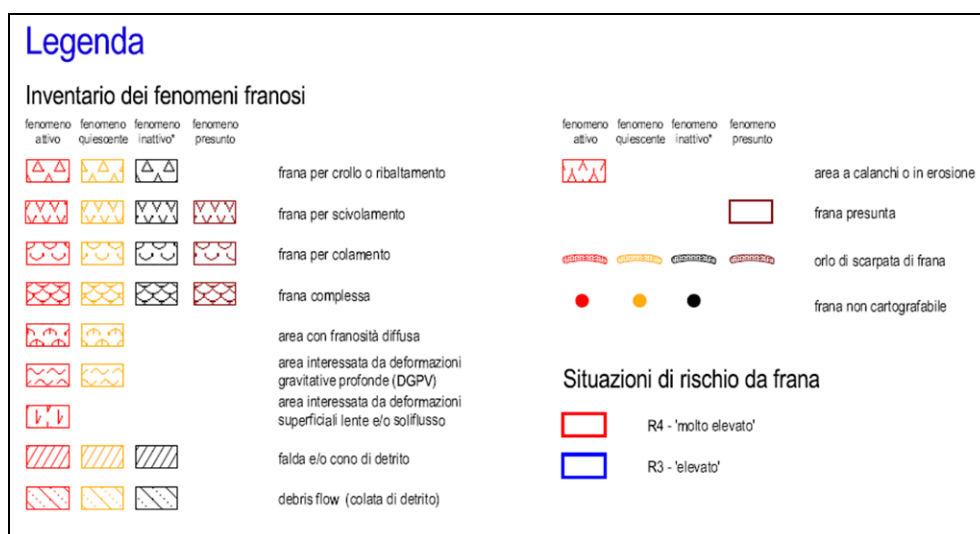 Legenda
Inventario dei fenomeni franosi
fenomeno attivo
fenomeno quiescente
fenomeno inattivo*
fenomeno presunto
frana per crollo o ribaltamento
frana per scivolamento
frana per colamento
frana complessa
area con franosità diffusa
area interessata da deformazioni
gravitative profonde (DGPV)
area interessata da deformazioni
superficiali lente e/o soliflusso
falda e/o cono di detrito
debris flow (colata di detrito)
fenomeno attivo
fenomeno quiescente
fenomeno inattivo*
fenomeno presunto
area a calanchi o in erosione
frana presunta
orlo di scarpata di frana
frana non cartografabile
Situazioni di rischio da frana
R4 - 'molto elevato'
R3 - 'elevato'